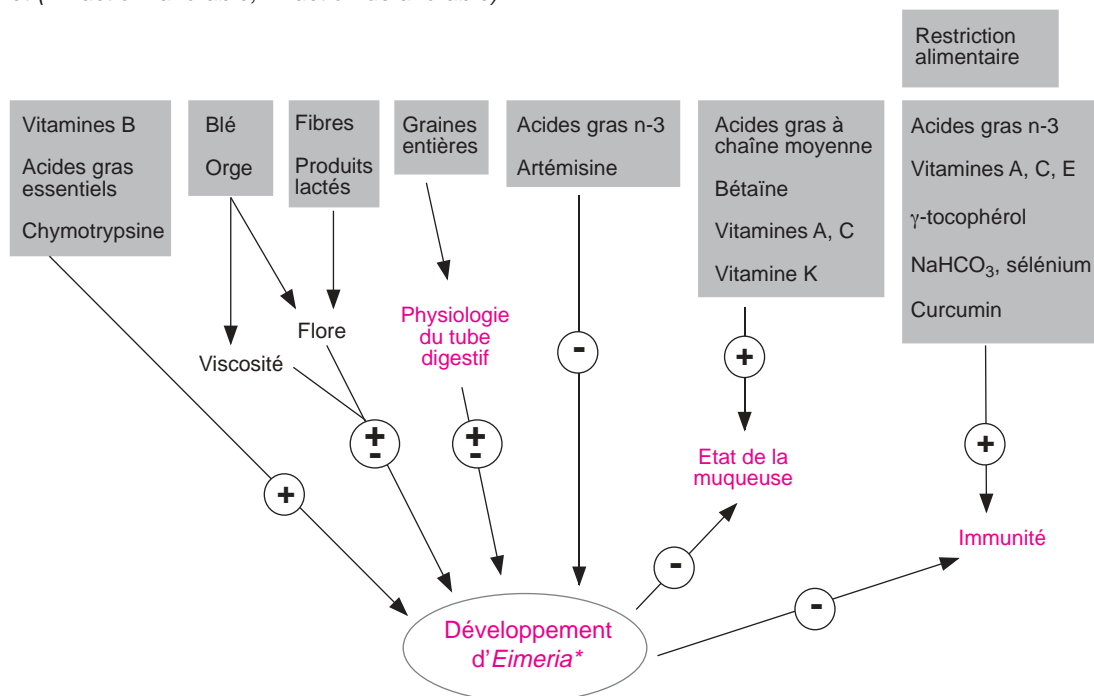 Restriction
alimentaire
Vitamines B
Acides gras
essentiels
Chymotrypsine
Blé
Orge
Fibres
Produits
lactés
Graines
entières
Acides gras n-3
Artémisine
Acides gras à
chaîne moyenne
Bétaïne
Vitamines A, C
Vitamine K
Acides gras n-3
Vitamines A, C, E
γ-tocophérol
NaHCO3, sélénium
Curcumin
Flore
Viscosité
Physiologie
du tube
digestif
-
+
+
-
+
-
+
+
Etat de la
muqueuse
Immunité
-
-
Développement
d'Eimeria*